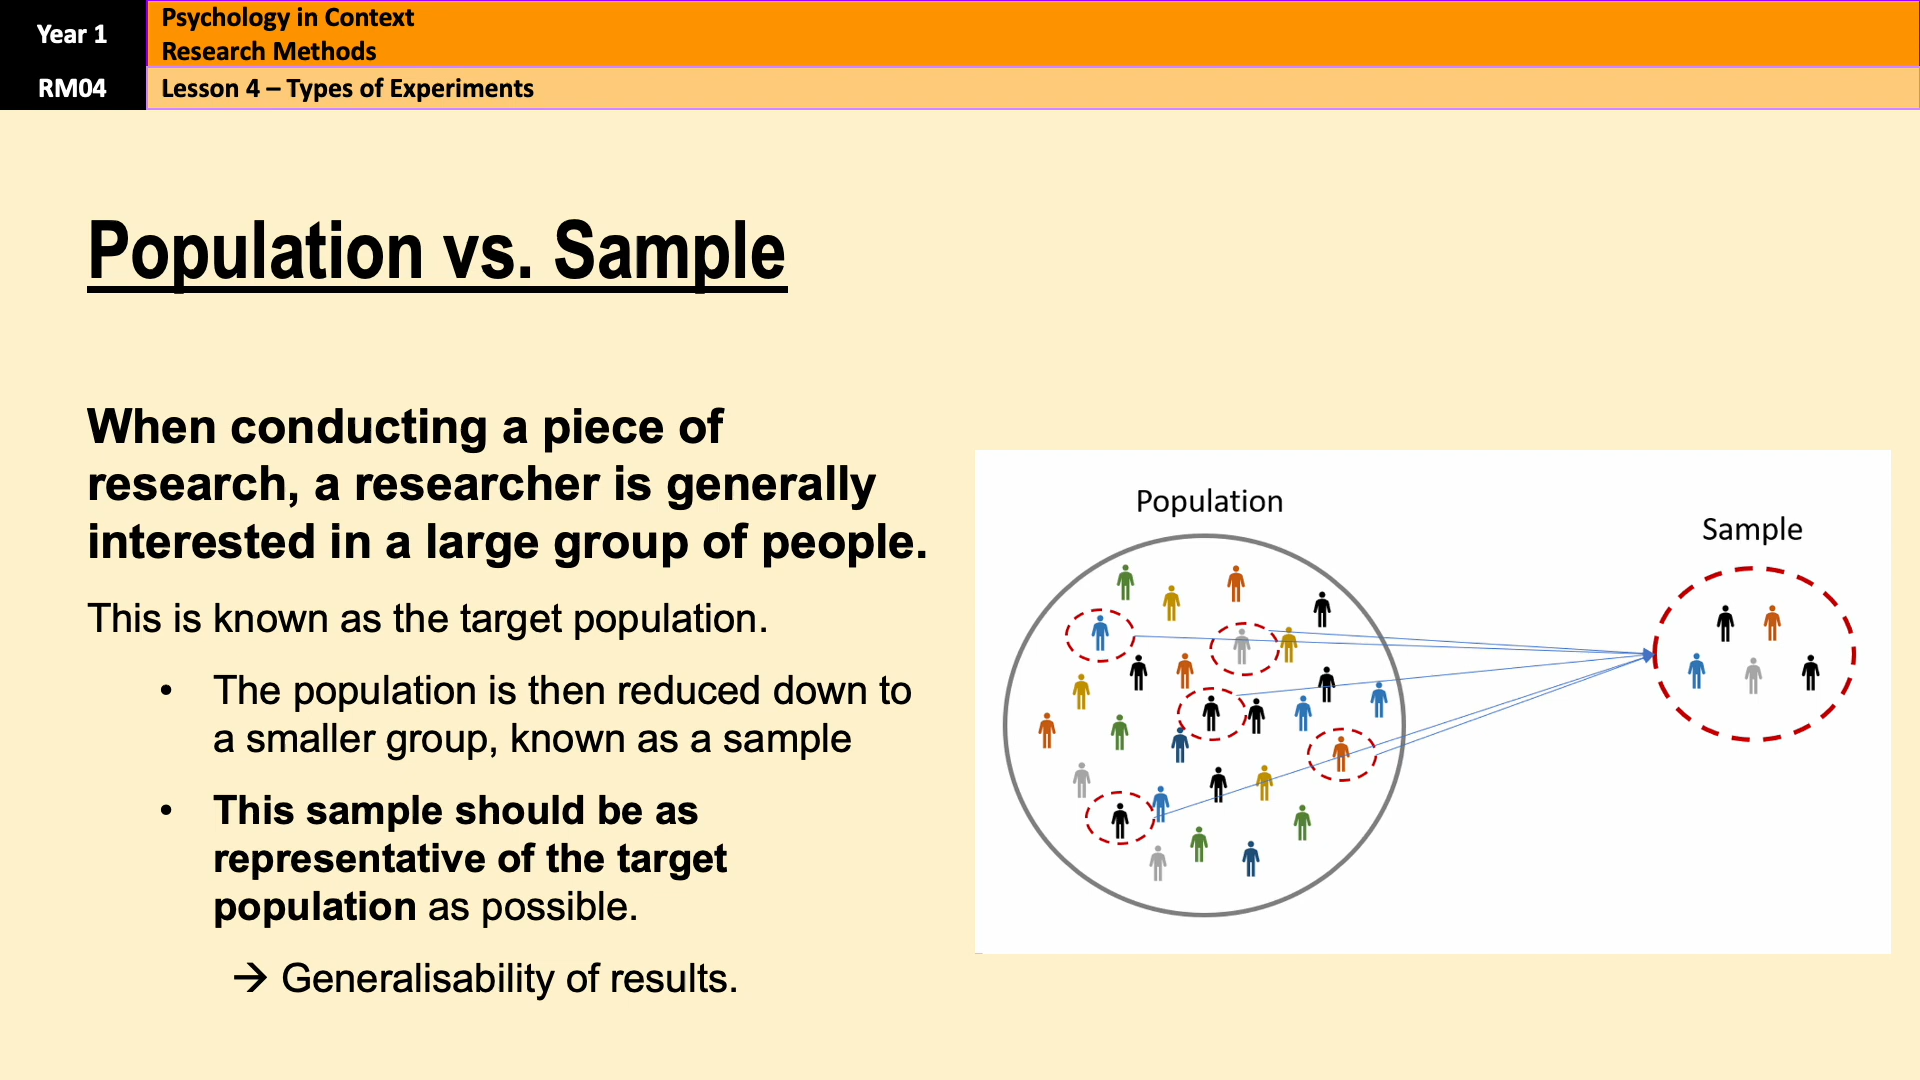 Year 1
Psychology in Context
Research Methods
RM04
Lesson 4 – Types of Experiments
Population vs. Sample
When conducting a piece of
research, a researcher is generally
interested in a large group of people.
This is known as the target population.
• The population is then reduced down to
a smaller group, known as a sample
• This sample should be as
representative of the target
population as possible.
→ Generalisability of results.
Population
Sample